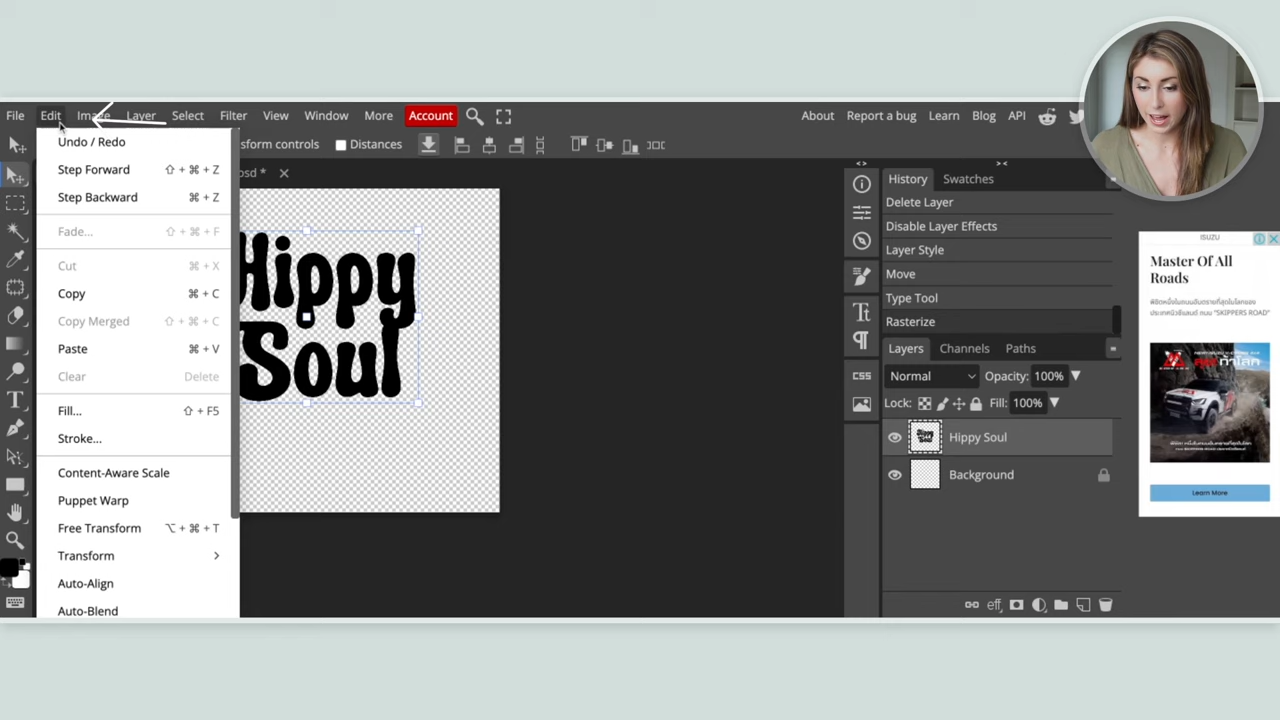 File Edit Image Layer Select Filter View Window More Account About Report a bug Learn Blog API
sform controls Distances
osd *
Undo / Redo
Step Forward ⇧ + ⌘ + Z
Step Backward ⌘ + Z
Fade... ⇧ + ⌘ + F
Cut ⌘ + X
Copy ⌘ + C
Copy Merged ⇧ + ⌘ + C
Paste ⌘ + V
Clear Delete
Fill... ⇧ + F5
Stroke...
Content-Aware Scale
Puppet Warp
Free Transform ⌥ + ⌘ + T
Transform
Auto-Align
Auto-Blend
Hippy
Soul
CSS
History Swatches
Delete Layer
Disable Layer Effects
Layer Style
Move
Type Tool
Rasterize
Layers Channels Paths
Normal Opacity: 100%
Lock: Fill: 100%
Hippy Soul
Background
eff
ISUZU
Master Of All
Roads
Learn More